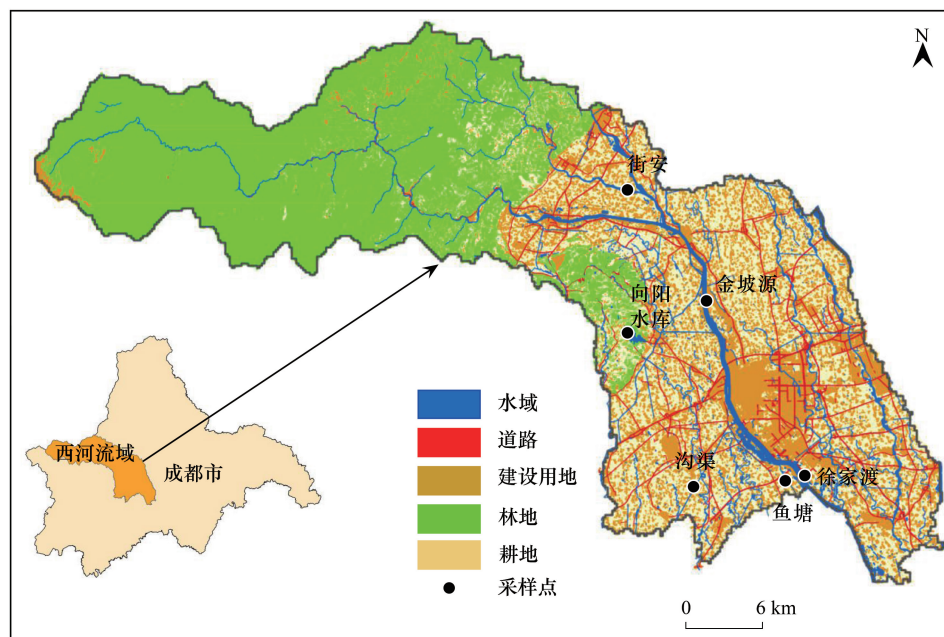 N
街安
金坡源
向阳
水库
水域
道路
建设用地
林地
耕地
采样点
西河流域
成都市
沟渠
徐家渡
鱼塘
0 6 km